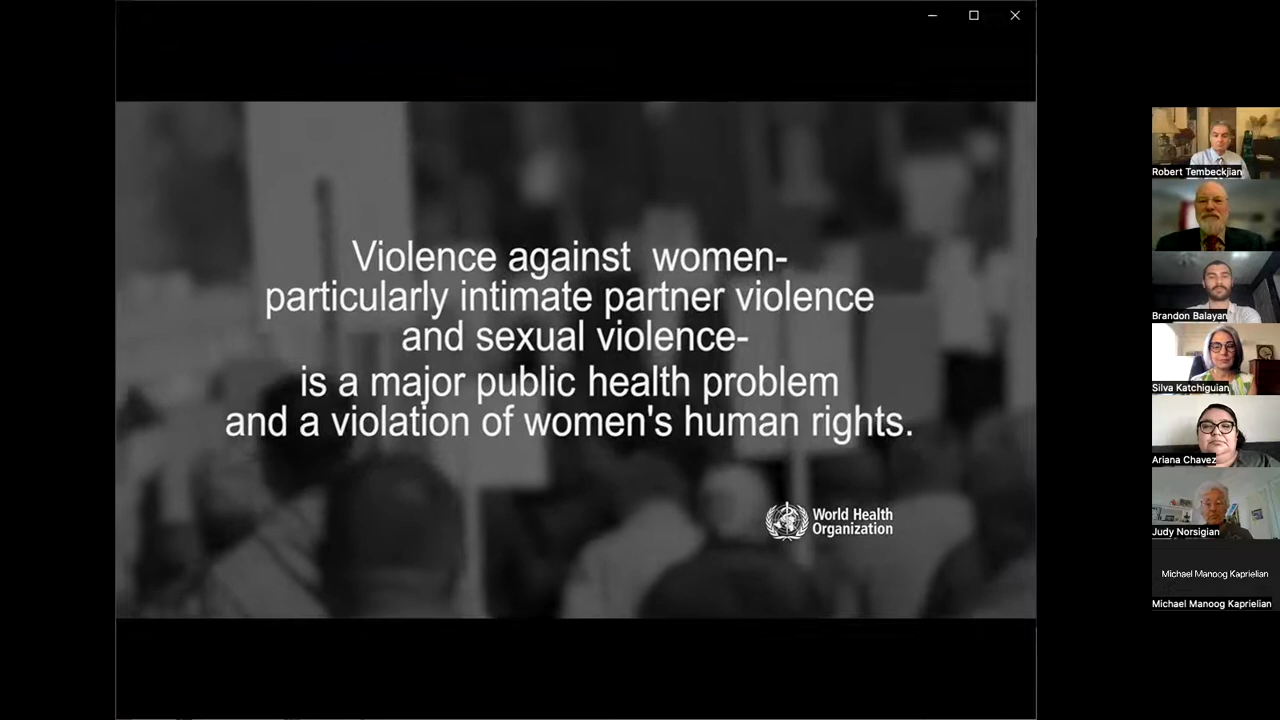 Violence against women-
particularly intimate partner violence
and sexual violence-
is a major public health problem
and a violation of women's human rights.
World Health
Organization
Robert Tembeckjian
Brandon Balayan
Silva Katchiguian
Ariana Chavez
Judy Norsigian
Michael Manoog Kaprielian
Michael Manoog Kaprielian